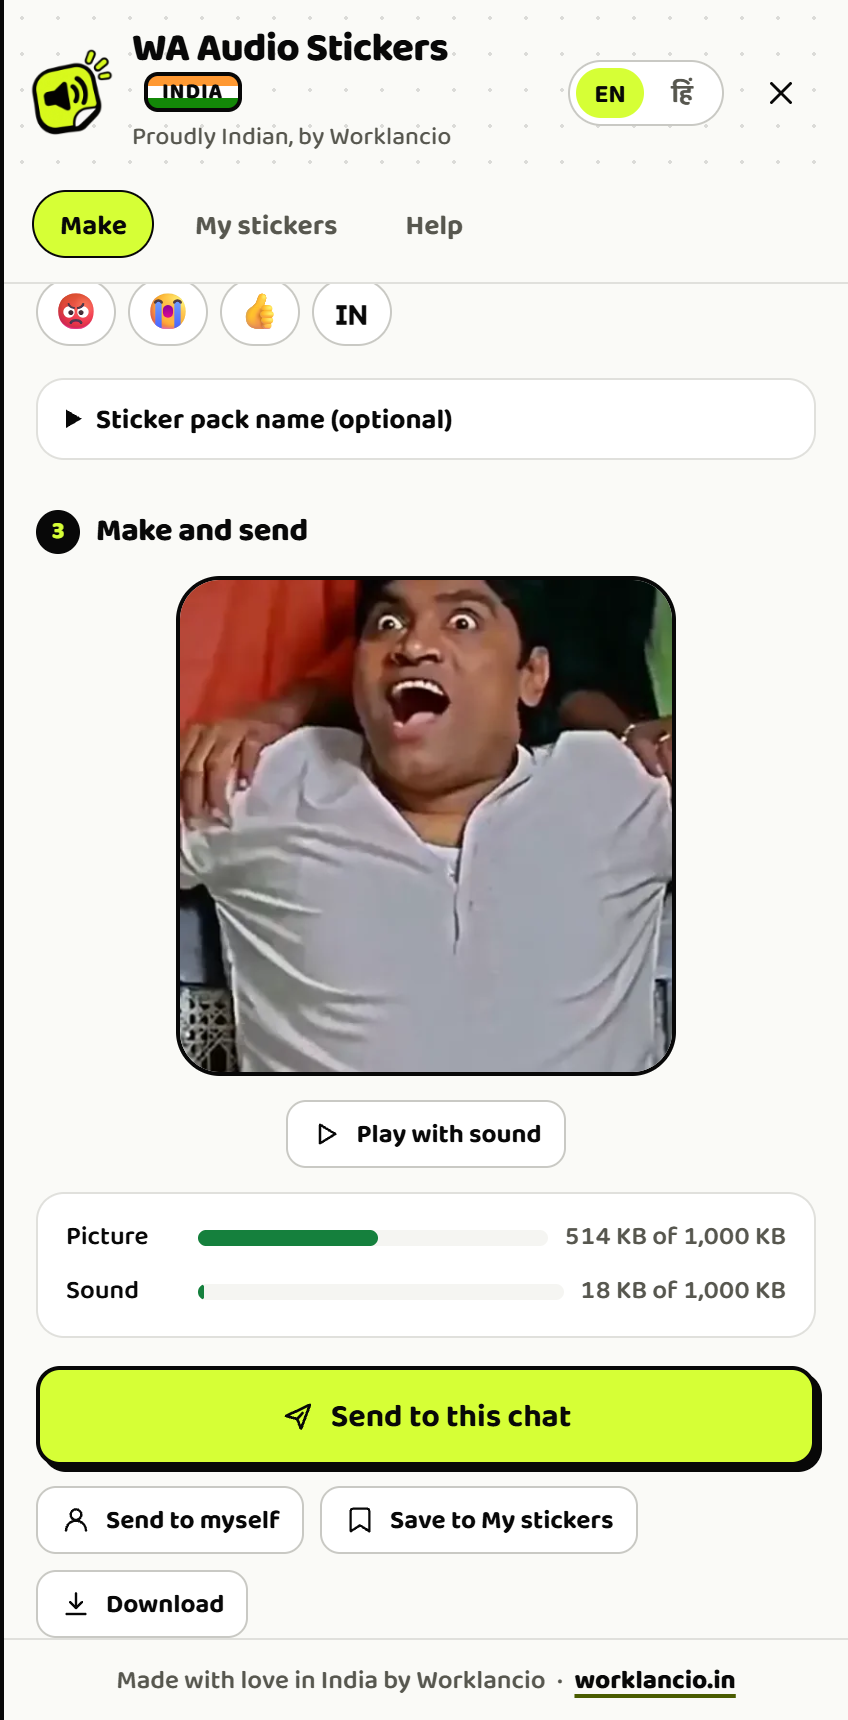 WA Audio Stickers
INDIA
Proudly Indian, by Worklancio
EN
हिं
Make
My stickers
Help
IN
Sticker pack name (optional)
3
Make and send
Play with sound
Picture
514 KB of 1,000 KB
Sound
18 KB of 1,000 KB
Send to this chat
Send to myself
Save to My stickers
Download
Made with love in India by Worklancio · worklancio.in